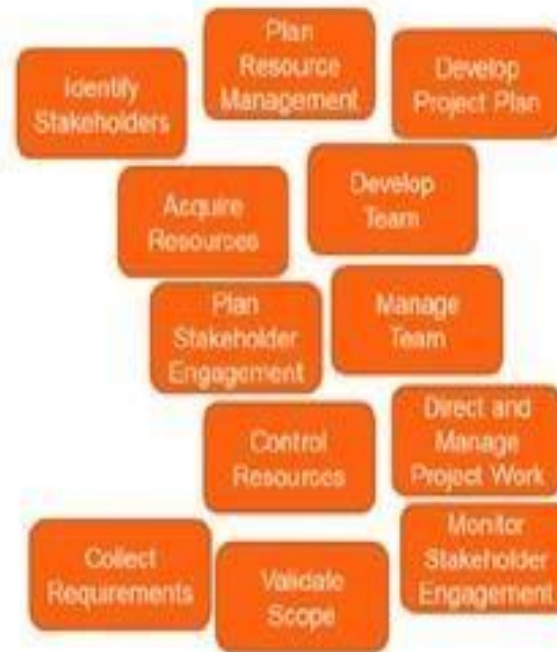 Identify
Stakeholders
Plan
Resource
Management
Develop
Project Plan
Acquire
Resources
Develop
Team
Plan
Stakeholder
Engagement
Manage
Team
Control
Resources
Direct and
Manage
Project Work
Collect
Requirements
Validate
Scope
Monitor
Stakeholder
Engagement